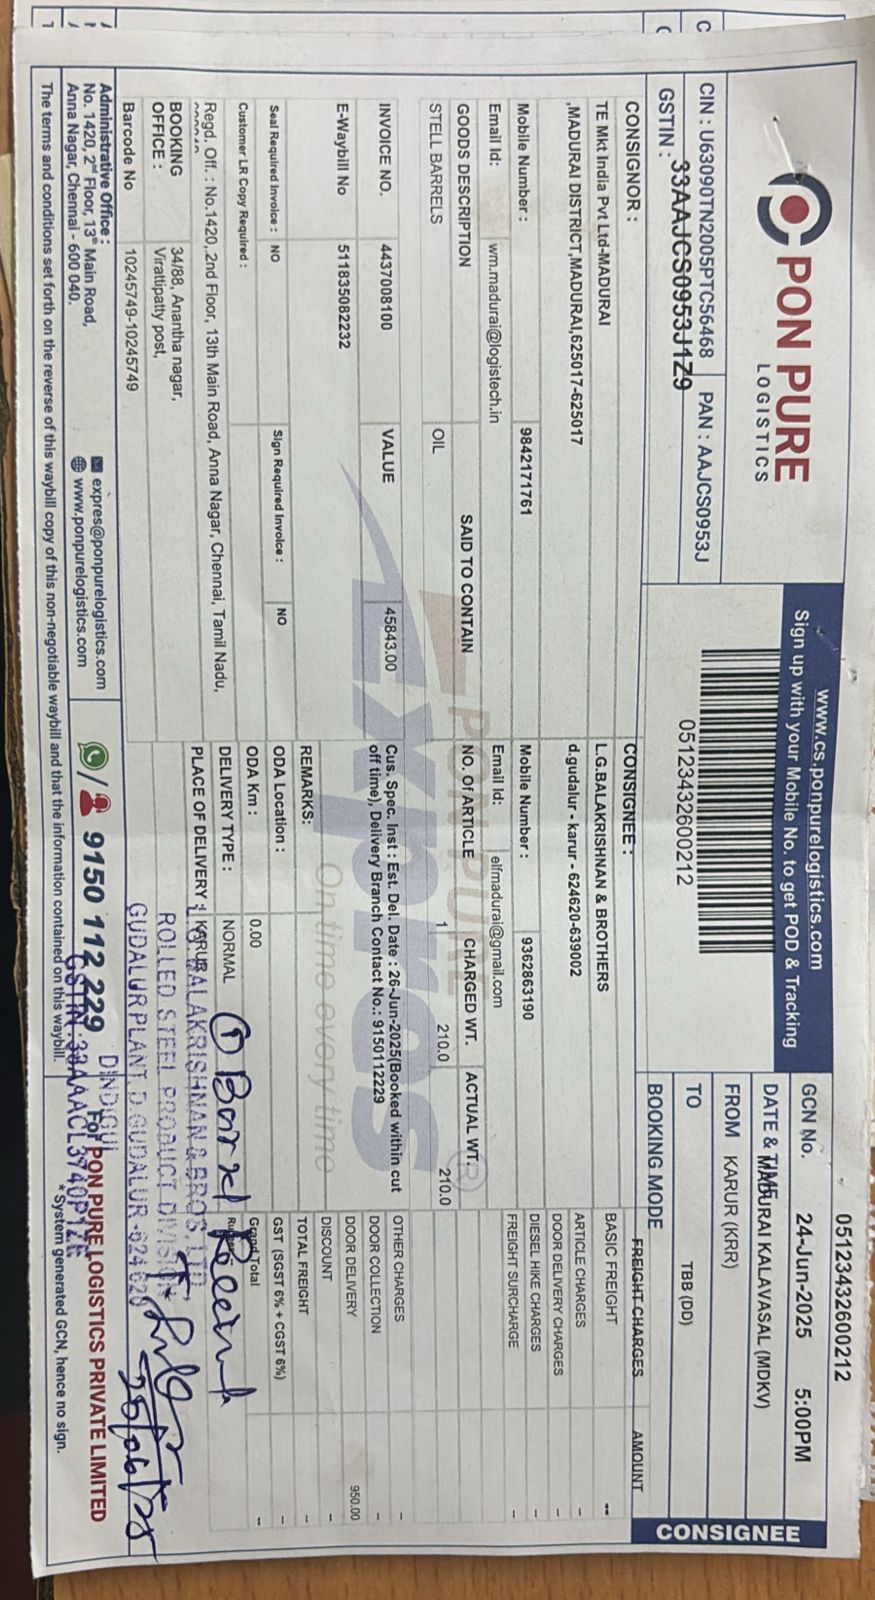 PON PURE
LOGISTICS
CIN : U63090TN2005PTC56468
PAN : AAJCS0953J
GSTIN :
33AAJCS0953J1Z9
www.cs.ponpurelogistics.com
Sign up with your Mobile No. to get POD & Tracking
05123432600212
05123432600212
GCN No. 24-Jun-2025 5:00PM
DATE & TIME
MADURAI KALAVASAL (MDKV)
FROM KARUR (KRR)
TO
BOOKING MODE TBB (DD)
CONSIGNEE
CONSIGNOR :
TE Mkt India Pvt Ltd-MADURAI
,MADURAI DISTRICT,MADURAI,625017-625017
Mobile Number : 9842171761
Email Id: wm.madurai@logistech.in
CONSIGNEE :
L.G.BALAKRISHNAN & BROTHERS
d.gudalur - karur - 624620-639002
Mobile Number : 9362863190
Email Id: elfmadurai@gmail.com
GOODS DESCRIPTION SAID TO CONTAIN NO. Of ARTICLE CHARGED WT. ACTUAL WT.
STELL BARRELS OIL 1 210.0 210.0
INVOICE NO. 4437008100 VALUE 45843.00
E-Waybill No 511835082232
Cus. Spec. Inst : Est. Del. Date : 26-Jun-2025(Booked within cut
off time), Delivery Branch Contact No.: 9150112229
Seal Required Invoice : NO Sign Required Invoice : NO
Customer LR Copy Required :
REMARKS:
ODA Location :
ODA Km : 0.00
DELIVERY TYPE : NORMAL
PLACE OF DELIVERY : KARUR
Regd. Off. : No.1420, 2nd Floor, 13th Main Road, Anna Nagar, Chennai, Tamil Nadu,
BOOKING
OFFICE :
34/88, Anantha nagar,
Virattipatty post,
Barcode No 10245749-10245749
FREIGHT CHARGES AMOUNT
BASIC FREIGHT --
ARTICLE CHARGES -
DOOR DELIVERY CHARGES -
DIESEL HIKE CHARGES -
FREIGHT SURCHARGE -
OTHER CHARGES -
DOOR COLLECTION
DOOR DELIVERY 950.00
DISCOUNT -
TOTAL FREIGHT -
GST (SGST 6% + CGST 6%) -
Grand Total --
PON PURE
Expres
On time every time
① Barrel Received
L.G. BALAKRISHNAN & BROS. LTD
ROLLED STEEL PRODUCT DIVISION
GUDALUR PLANT, D.GUDALUR-624 620
DINDIGUL
26/06/25
Administrative Office :
No. 1420, 2nd Floor, 13th Main Road,
Anna Nagar, Chennai - 600 040.
expres@ponpurelogistics.com
www.ponpurelogistics.com
9150 112 229
For PON PURE LOGISTICS PRIVATE LIMITED
The terms and conditions set forth on the reverse of this waybill copy of this non-negotiable waybill and that the information contained on this waybill.
* System generated GCN, hence no sign.